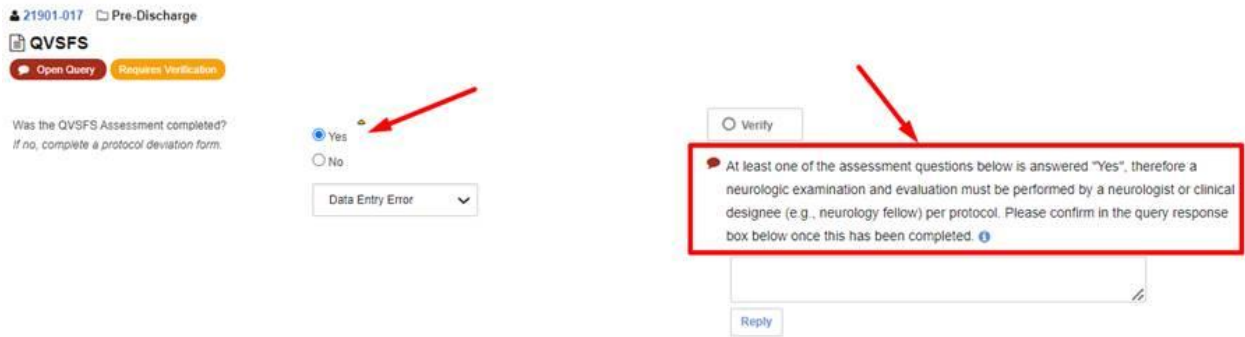 21901-017 Pre-Discharge
QVSFS
Open Query Requires Verification
Was the QVSFS Assessment completed?
If no, complete a protocol deviation form.
Yes
No
Data Entry Error
Verify
At least one of the assessment questions below is answered "Yes", therefore a
neurologic examination and evaluation must be performed by a neurologist or clinical
designee (e.g., neurology fellow) per protocol. Please confirm in the query response
box below once this has been completed.
Reply